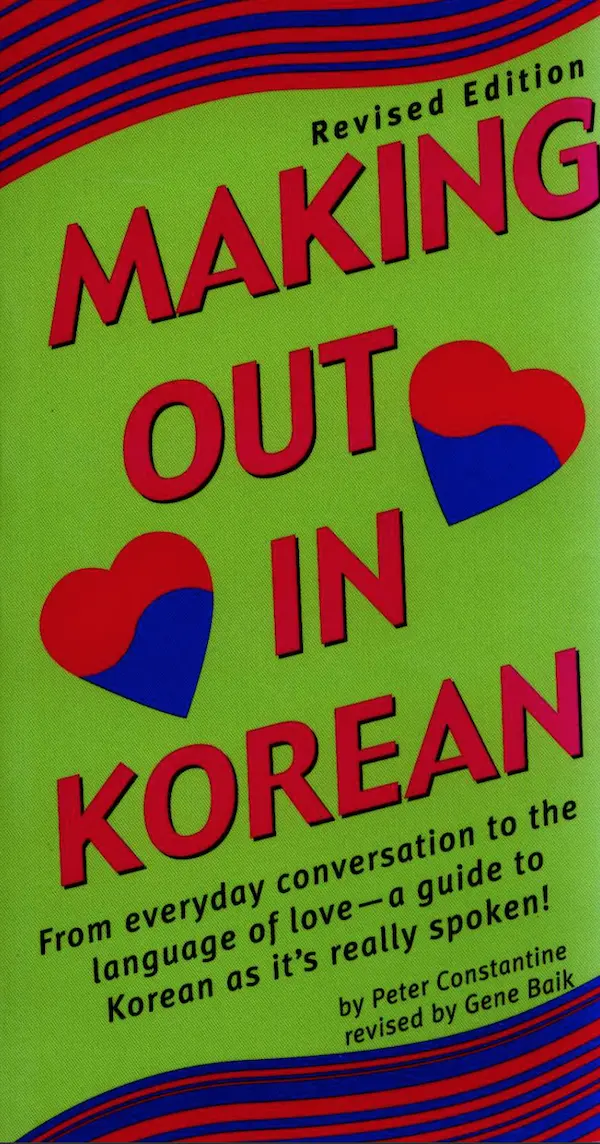 Revised Edition
MAKING
OUT
IN
KOREAN
From everyday conversation to the
language of love—a guide to
Korean as it's really spoken!
by Peter Constantine
revised by Gene Baik